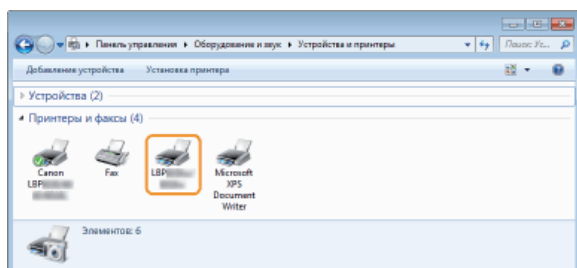 Панель управления ▸ Оборудование и звук ▸ Устройства и принтеры
Поиск: Ус...
Добавление устройства Установка принтера
Устройства (2)
Принтеры и факсы (4)
Canon
LBP
Fax
LBP
Microsoft
XPS
Document
Writer
Элементов: 6